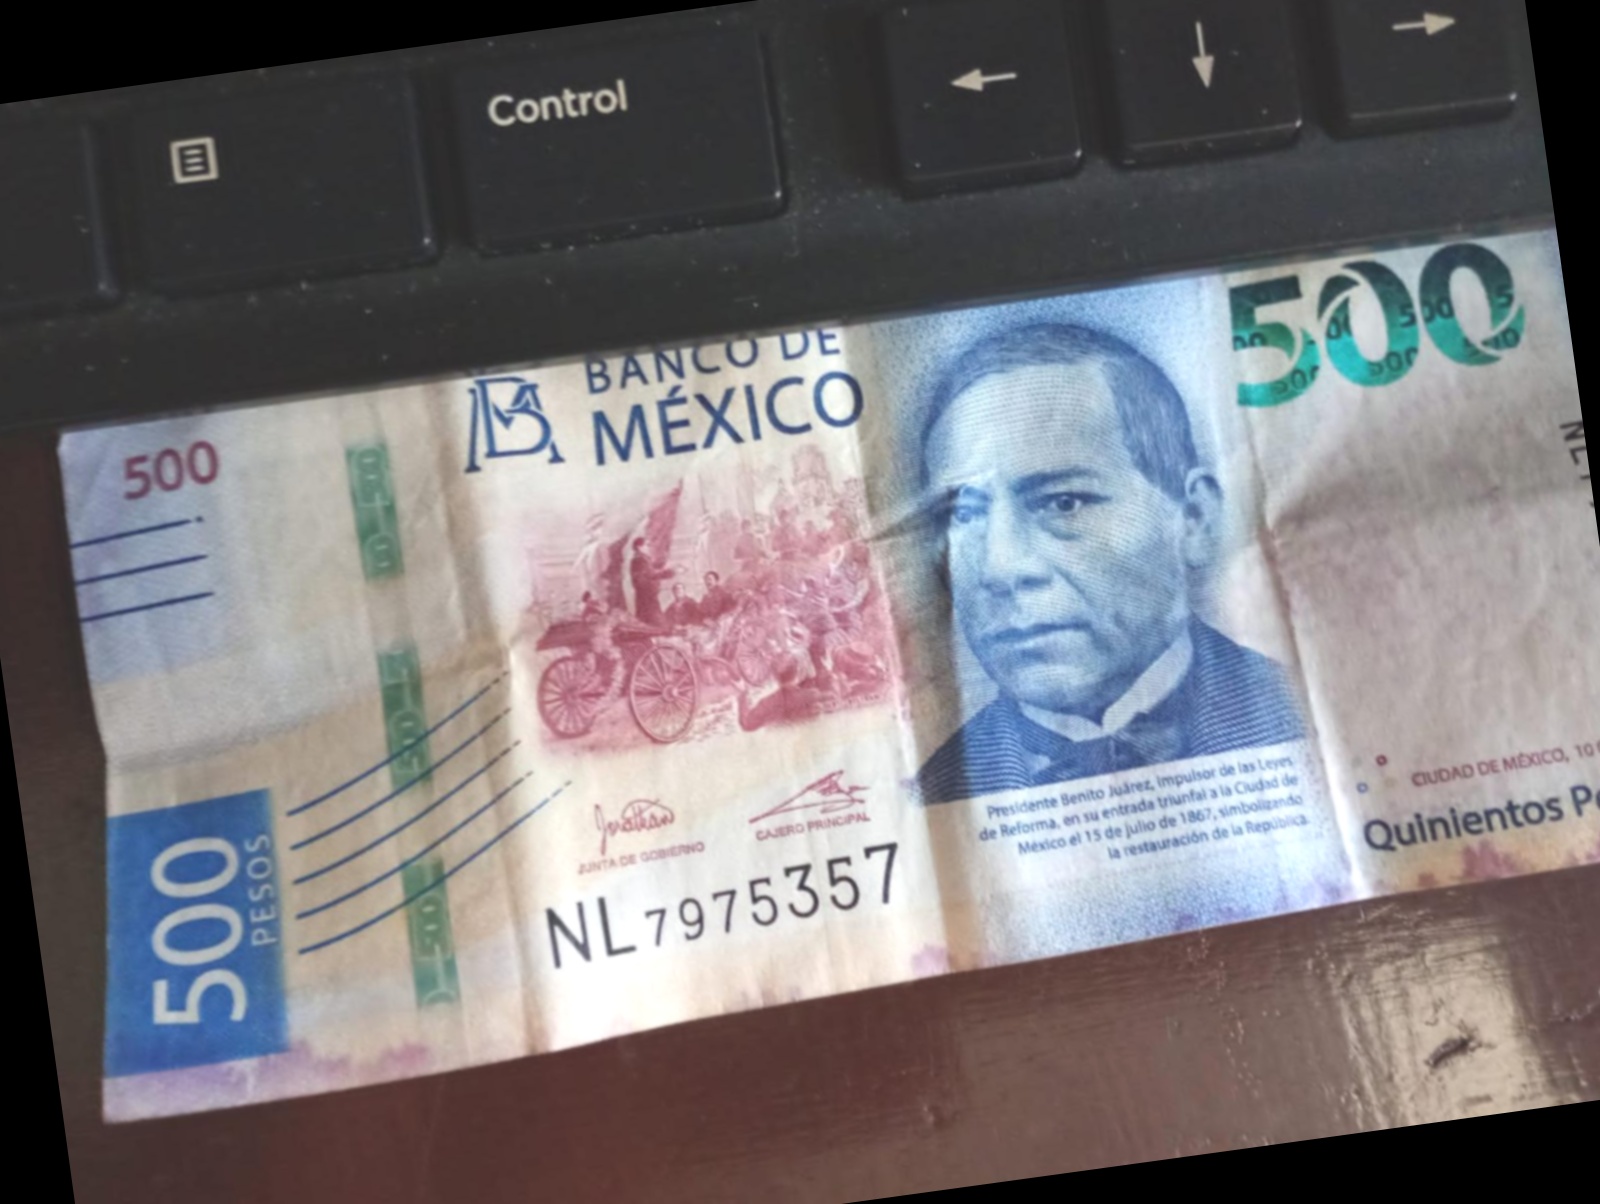 Control
500
BANCO DE
MÉXICO
500
500
PESOS
JUNTA DE GOBIERNO
CAJERO PRINCIPAL
NL7975357
Presidente Benito Juárez, impulsor de las Leyes
de Reforma, en su entrada triunfal a la Ciudad de
México el 15 de julio de 1867, simbolizando
la restauración de la República.
CIUDAD DE MÉXICO, 10
Quinientos Pe